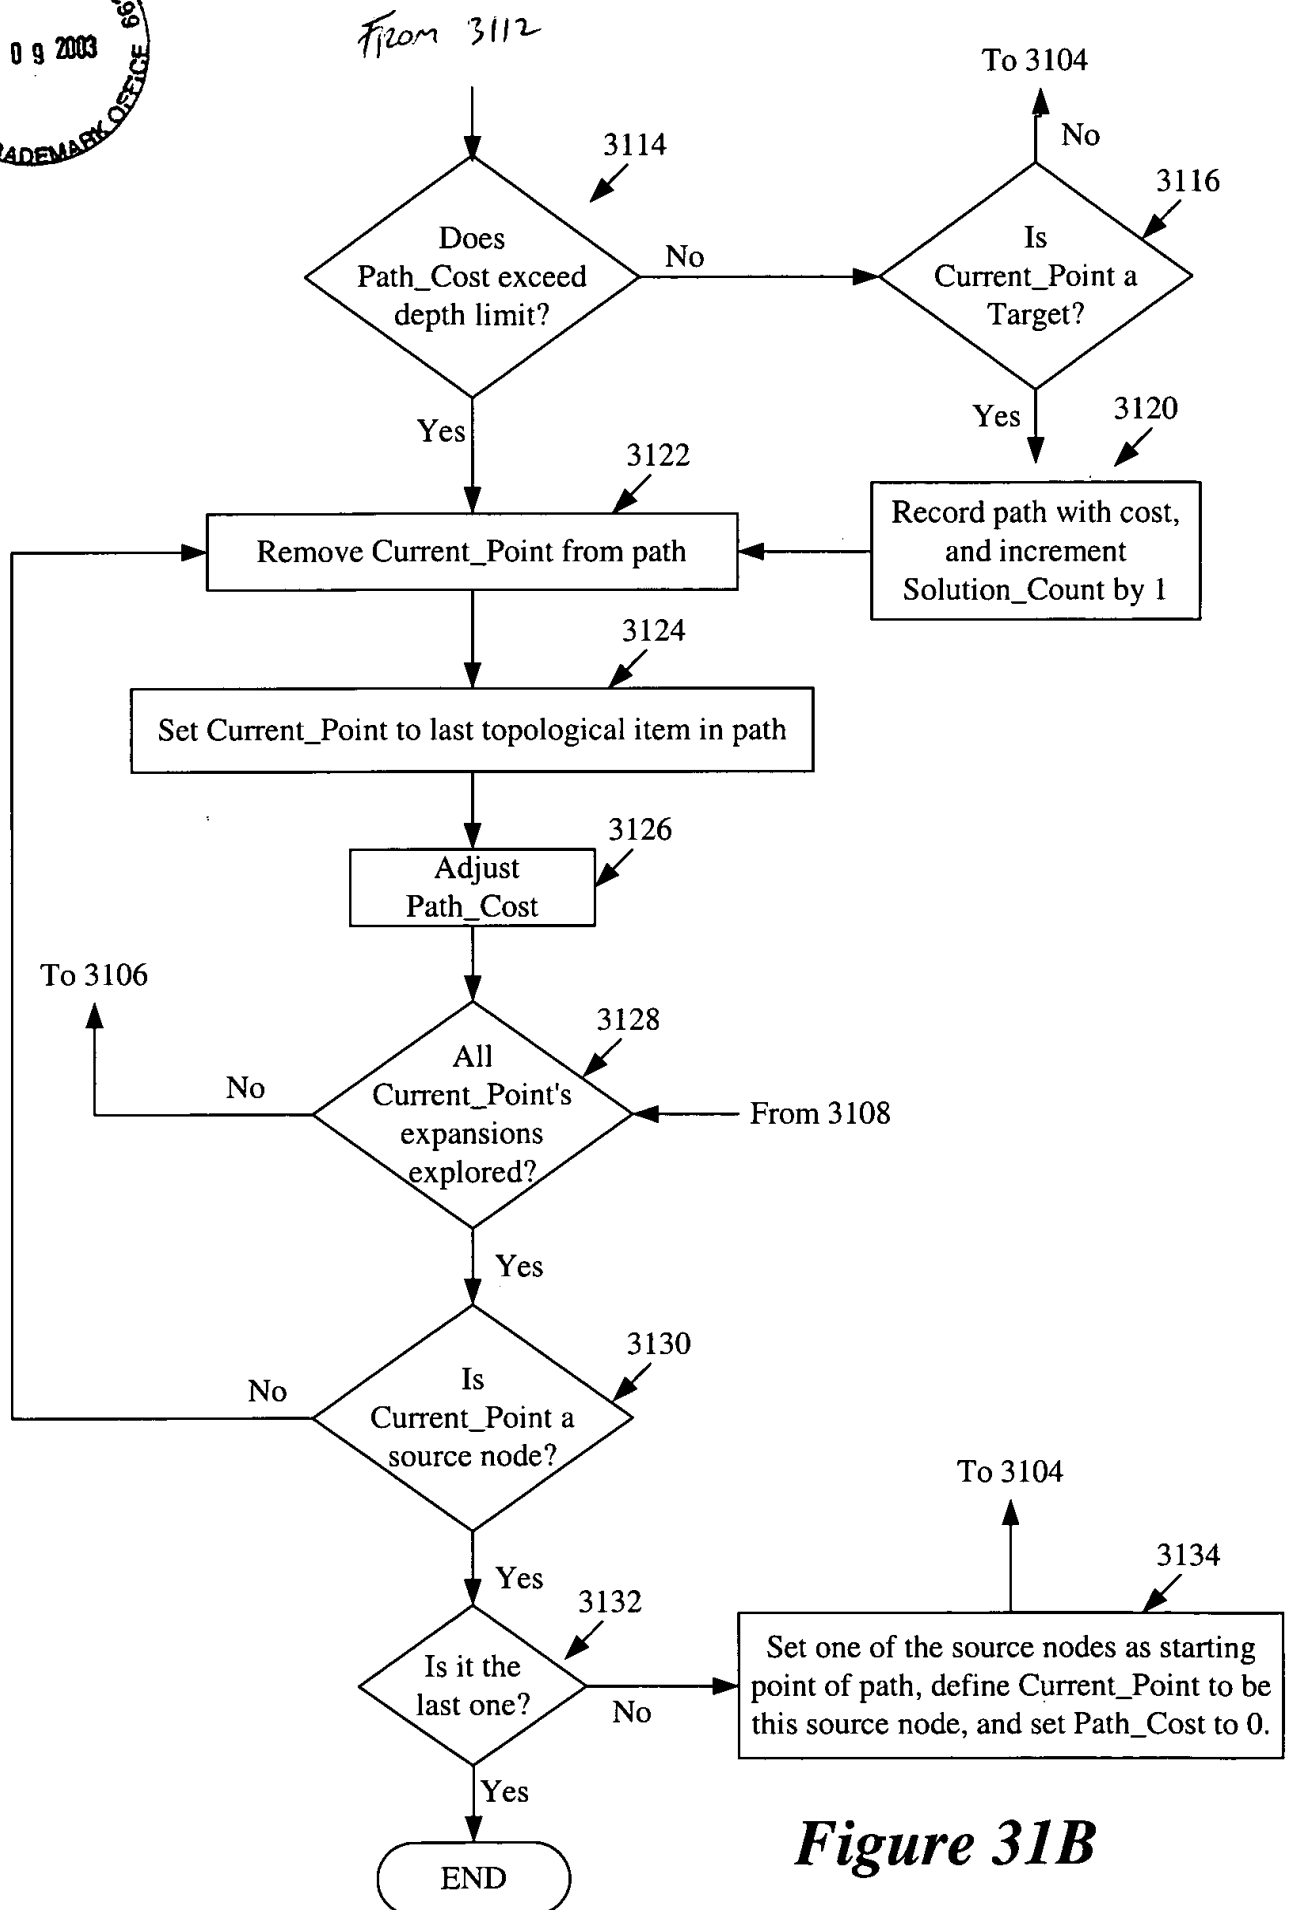 09 2003
TRADEMARK OFFICE
From 3112
To 3104
No
3114
3116
Does
Path_Cost exceed
depth limit?
No
Is
Current_Point a
Target?
Yes
Yes
3120
3122
Remove Current_Point from path
Record path with cost,
and increment
Solution_Count by 1
3124
Set Current_Point to last topological item in path
3126
Adjust
Path_Cost
To 3106
3128
All
Current_Point's
expansions
explored?
No
From 3108
Yes
3130
Is
Current_Point a
source node?
No
To 3104
Yes
3134
3132
Is it the
last one?
No
Set one of the source nodes as starting
point of path, define Current_Point to be
this source node, and set Path_Cost to 0.
Yes
END
Figure 31B